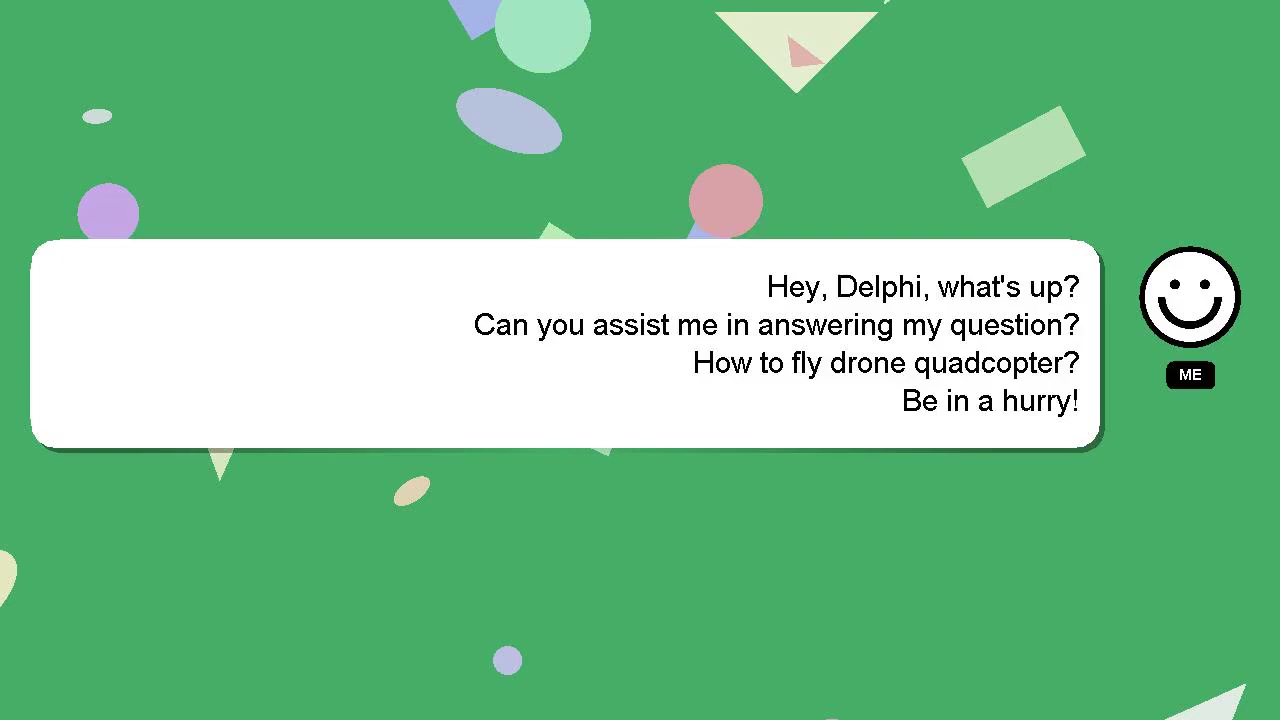 Hey, Delphi, what's up?
Can you assist me in answering my question?
How to fly drone quadcopter?
Be in a hurry!
ME